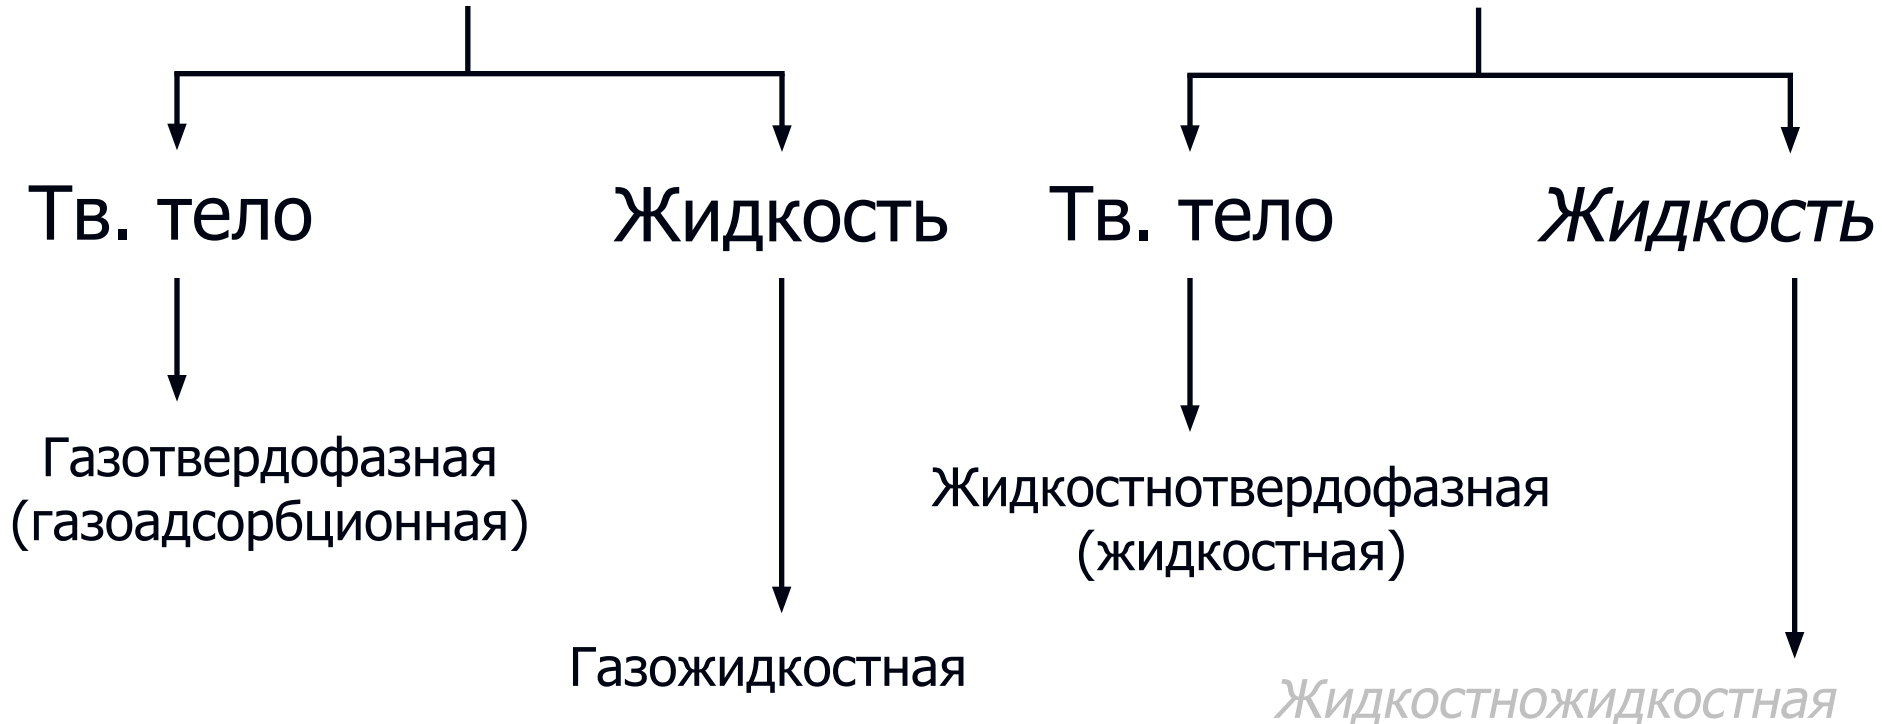 Тв. тело
Жидкость
Тв. тело
Жидкость
Газотвердофазная
(газоадсорбционная)
Жидкостнотвердофазная
(жидкостная)
Газожидкостная
Жидкостножидкостная